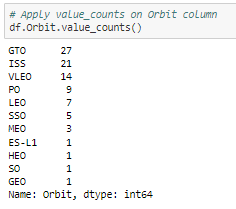 # Apply value_counts on Orbit column
df.Orbit.value_counts()
GTO 27
ISS 21
VLEO 14
PO 9
LEO 7
SSO 5
MEO 3
ES-L1 1
HEO 1
SO 1
GEO 1
Name: Orbit, dtype: int64